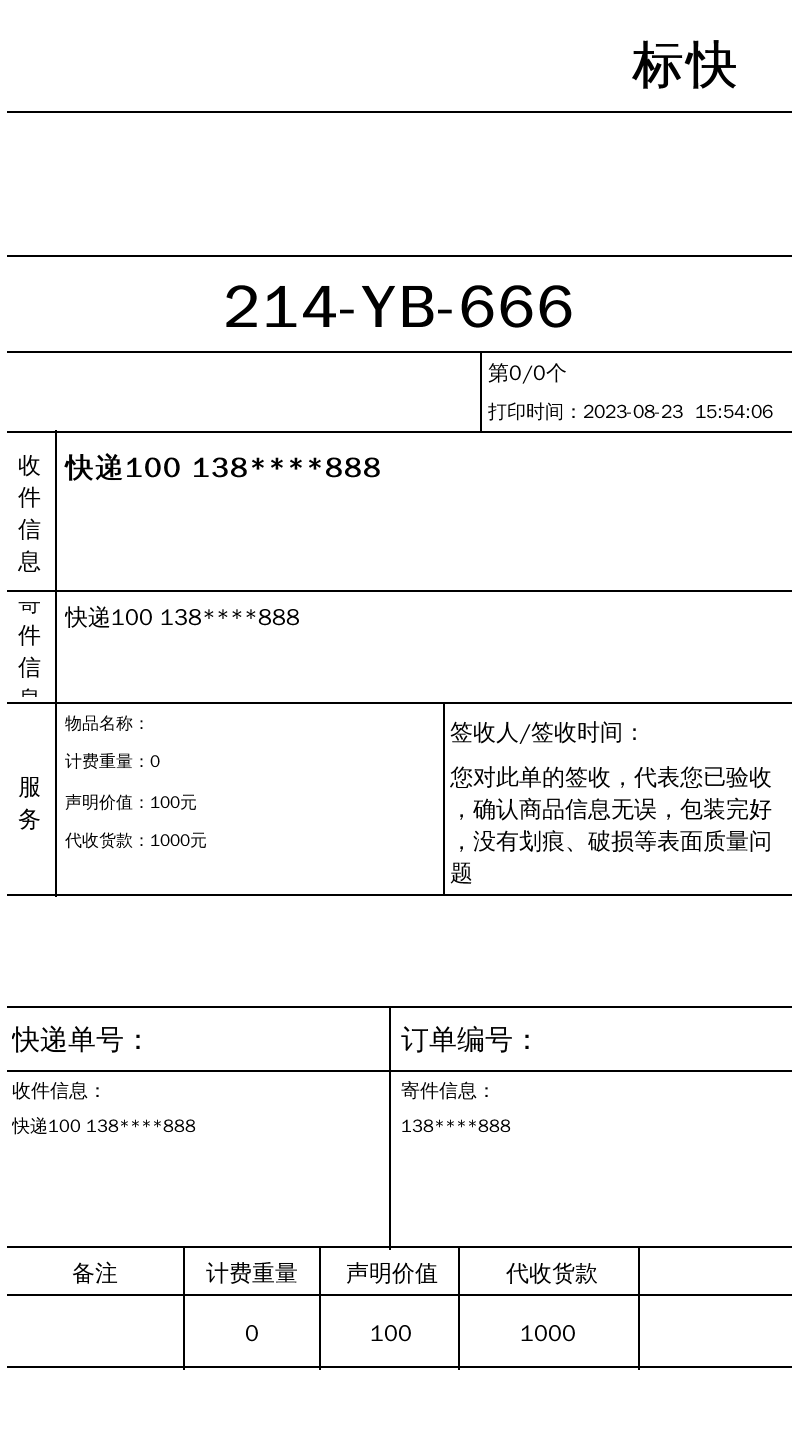 标快
214-YB-666
第0/0个
打印时间：2023-08-23 15:54:06
收件信息
快递100 138****888
寄件信息
快递100 138****888
服务
物品名称：
计费重量：0
声明价值：100元
代收货款：1000元
签收人/签收时间：
您对此单的签收，代表您已验收
，确认商品信息无误，包装完好
，没有划痕、破损等表面质量问
题
快递单号：
订单编号：
收件信息：
快递100 138****888
寄件信息：
138****888
备注 计费重量 声明价值 代收货款
0 100 1000